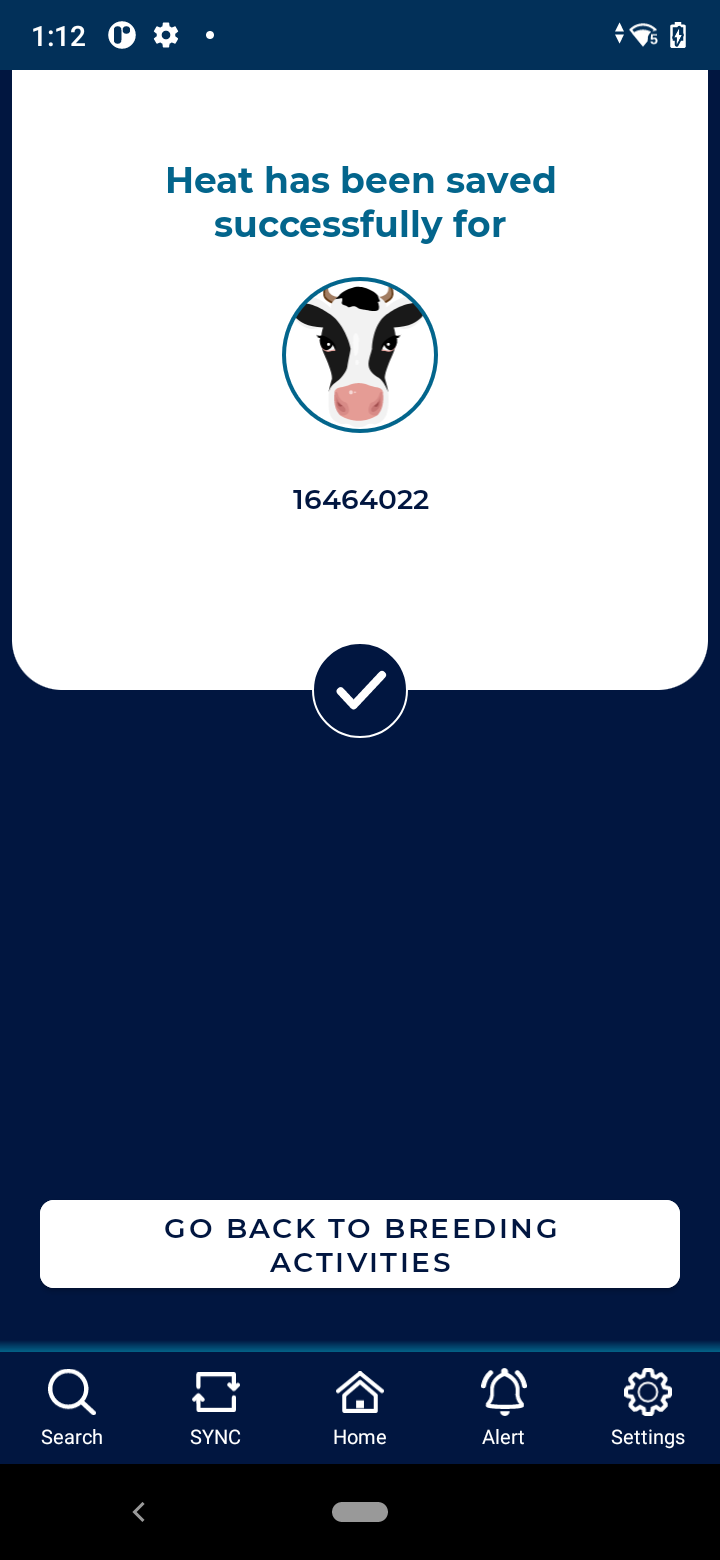 1:12
Heat has been saved
successfully for
16464022
GO BACK TO BREEDING
ACTIVITIES
Search
SYNC
Home
Alert
Settings